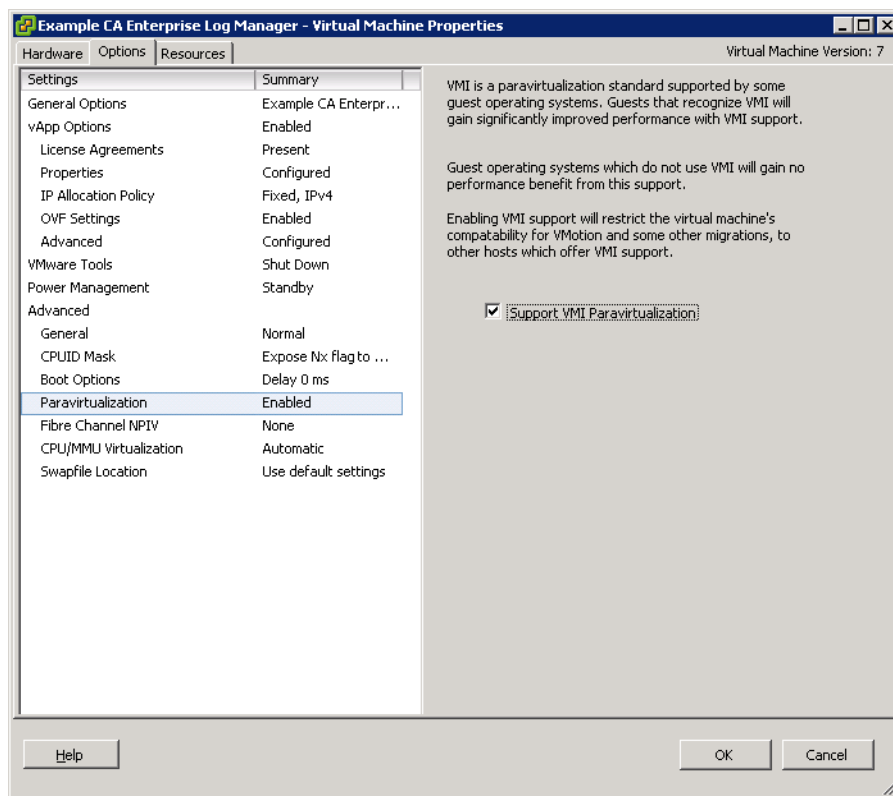 Example CA Enterprise Log Manager - Virtual Machine Properties
Hardware Options Resources Virtual Machine Version: 7
Settings Summary
General Options Example CA Enterpr...
vApp Options Enabled
License Agreements Present
Properties Configured
IP Allocation Policy Fixed, IPv4
OVF Settings Enabled
Advanced Configured
VMware Tools Shut Down
Power Management Standby
Advanced
General Normal
CPUID Mask Expose Nx flag to ...
Boot Options Delay 0 ms
Paravirtualization Enabled
Fibre Channel NPIV None
CPU/MMU Virtualization Automatic
Swapfile Location Use default settings
VMI is a paravirtualization standard supported by some
guest operating systems. Guests that recognize VMI will
gain significantly improved performance with VMI support.
Guest operating systems which do not use VMI will gain no
performance benefit from this support.
Enabling VMI support will restrict the virtual machine's
compatability for VMotion and some other migrations, to
other hosts which offer VMI support.
Support VMI Paravirtualization
Help OK Cancel